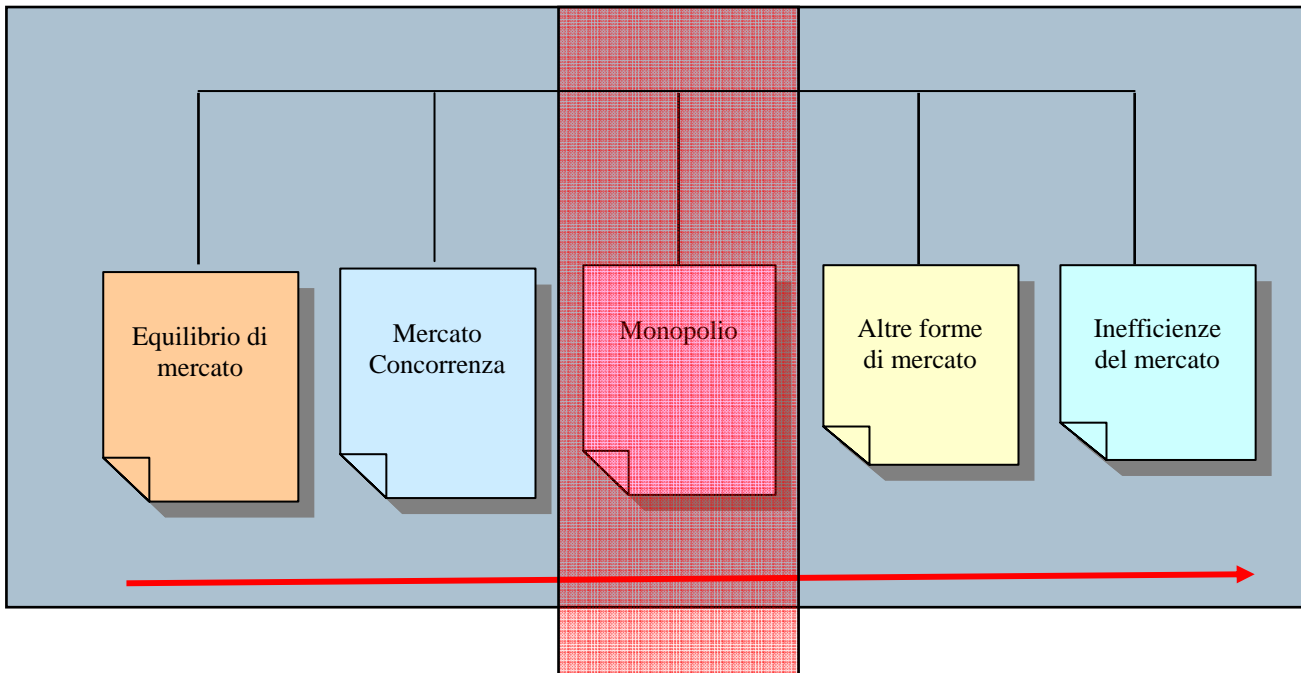 Equilibrio di
mercato
Mercato
Concorrenza
Monopolio
Altre forme
di mercato
Inefficienze
del mercato